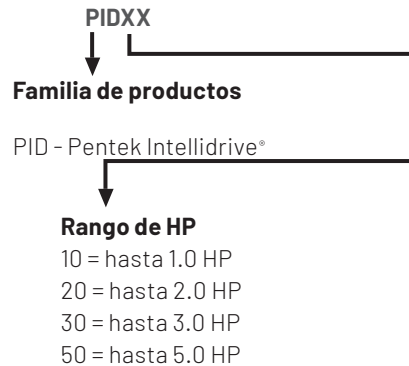 PIDXX
Familia de productos
PID - Pentek Intellidrive®
Rango de HP
10 = hasta 1.0 HP
20 = hasta 2.0 HP
30 = hasta 3.0 HP
50 = hasta 5.0 HP